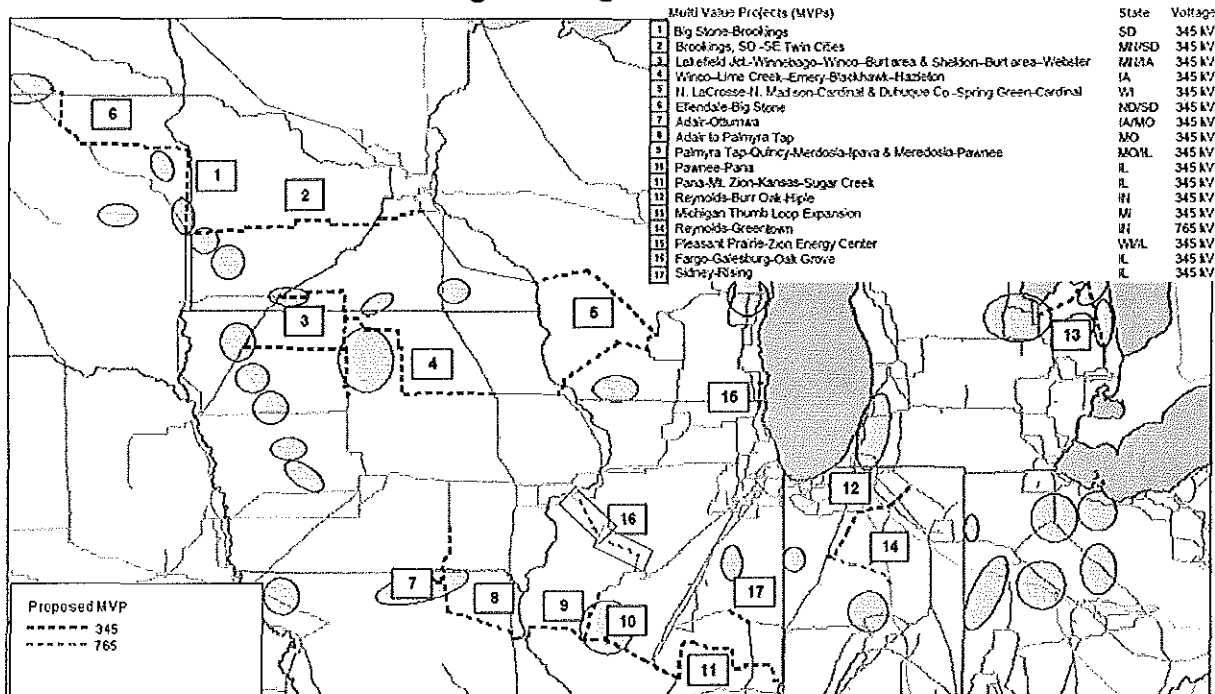 Multi Value Projects (MVPs) State Voltage
1 Big Stone-Brookings SD 345 kV
2 Brookings, SD -SE Twin Cities MN/SD 345 kV
3 Lakefield Jct.-Winnebago-Winco-Burt area & Sheldon-Burt area-Webster MN/IA 345 kV
4 Winco-Lime Creek-Emery-Blackhawk-Hazleton IA 345 kV
5 N. LaCrosse-N. Madison-Cardinal & Dubuque Co-Spring Green-Cardinal WI 345 kV
6 Ellendale-Big Stone ND/SD 345 kV
7 Adair-Ottumwa IA/MO 345 kV
8 Adair to Palmyra Tap MO 345 kV
9 Palmyra Tap-Quincy-Merdosia-Ipava & Meredosia-Pawnee MO/IL 345 kV
10 Pawnee-Pana IL 345 kV
11 Pana-Mt. Zion-Kansas-Sugar Creek IL 345 kV
12 Reynolds-Burr Oak-Hiple IN 345 kV
13 Michigan Thumb Loop Expansion MI 345 kV
14 Reynolds-Greentown IN 765 kV
15 Pleasant Prairie-Zion Energy Center WI/IL 345 kV
16 Fargo-Galesburg-Oak Grove IL 345 kV
17 Sidney-Rising IL 345 kV
6
1
2
3
4
5
13
15
12
16
14
7
8
9
10
17
11
Proposed MVP
345
765